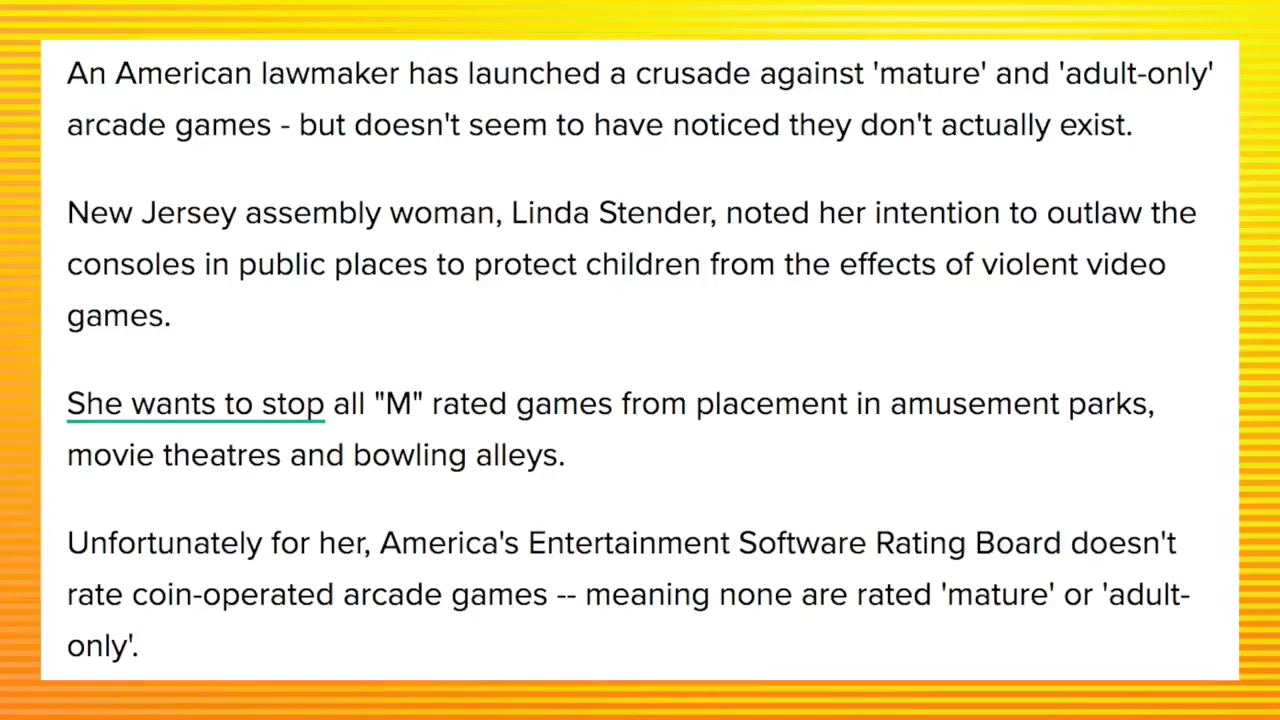 An American lawmaker has launched a crusade against 'mature' and 'adult-only'
arcade games - but doesn't seem to have noticed they don't actually exist.
New Jersey assembly woman, Linda Stender, noted her intention to outlaw the
consoles in public places to protect children from the effects of violent video
games.
She wants to stop all "M" rated games from placement in amusement parks,
movie theatres and bowling alleys.
Unfortunately for her, America's Entertainment Software Rating Board doesn't
rate coin-operated arcade games -- meaning none are rated 'mature' or 'adult-
only'.